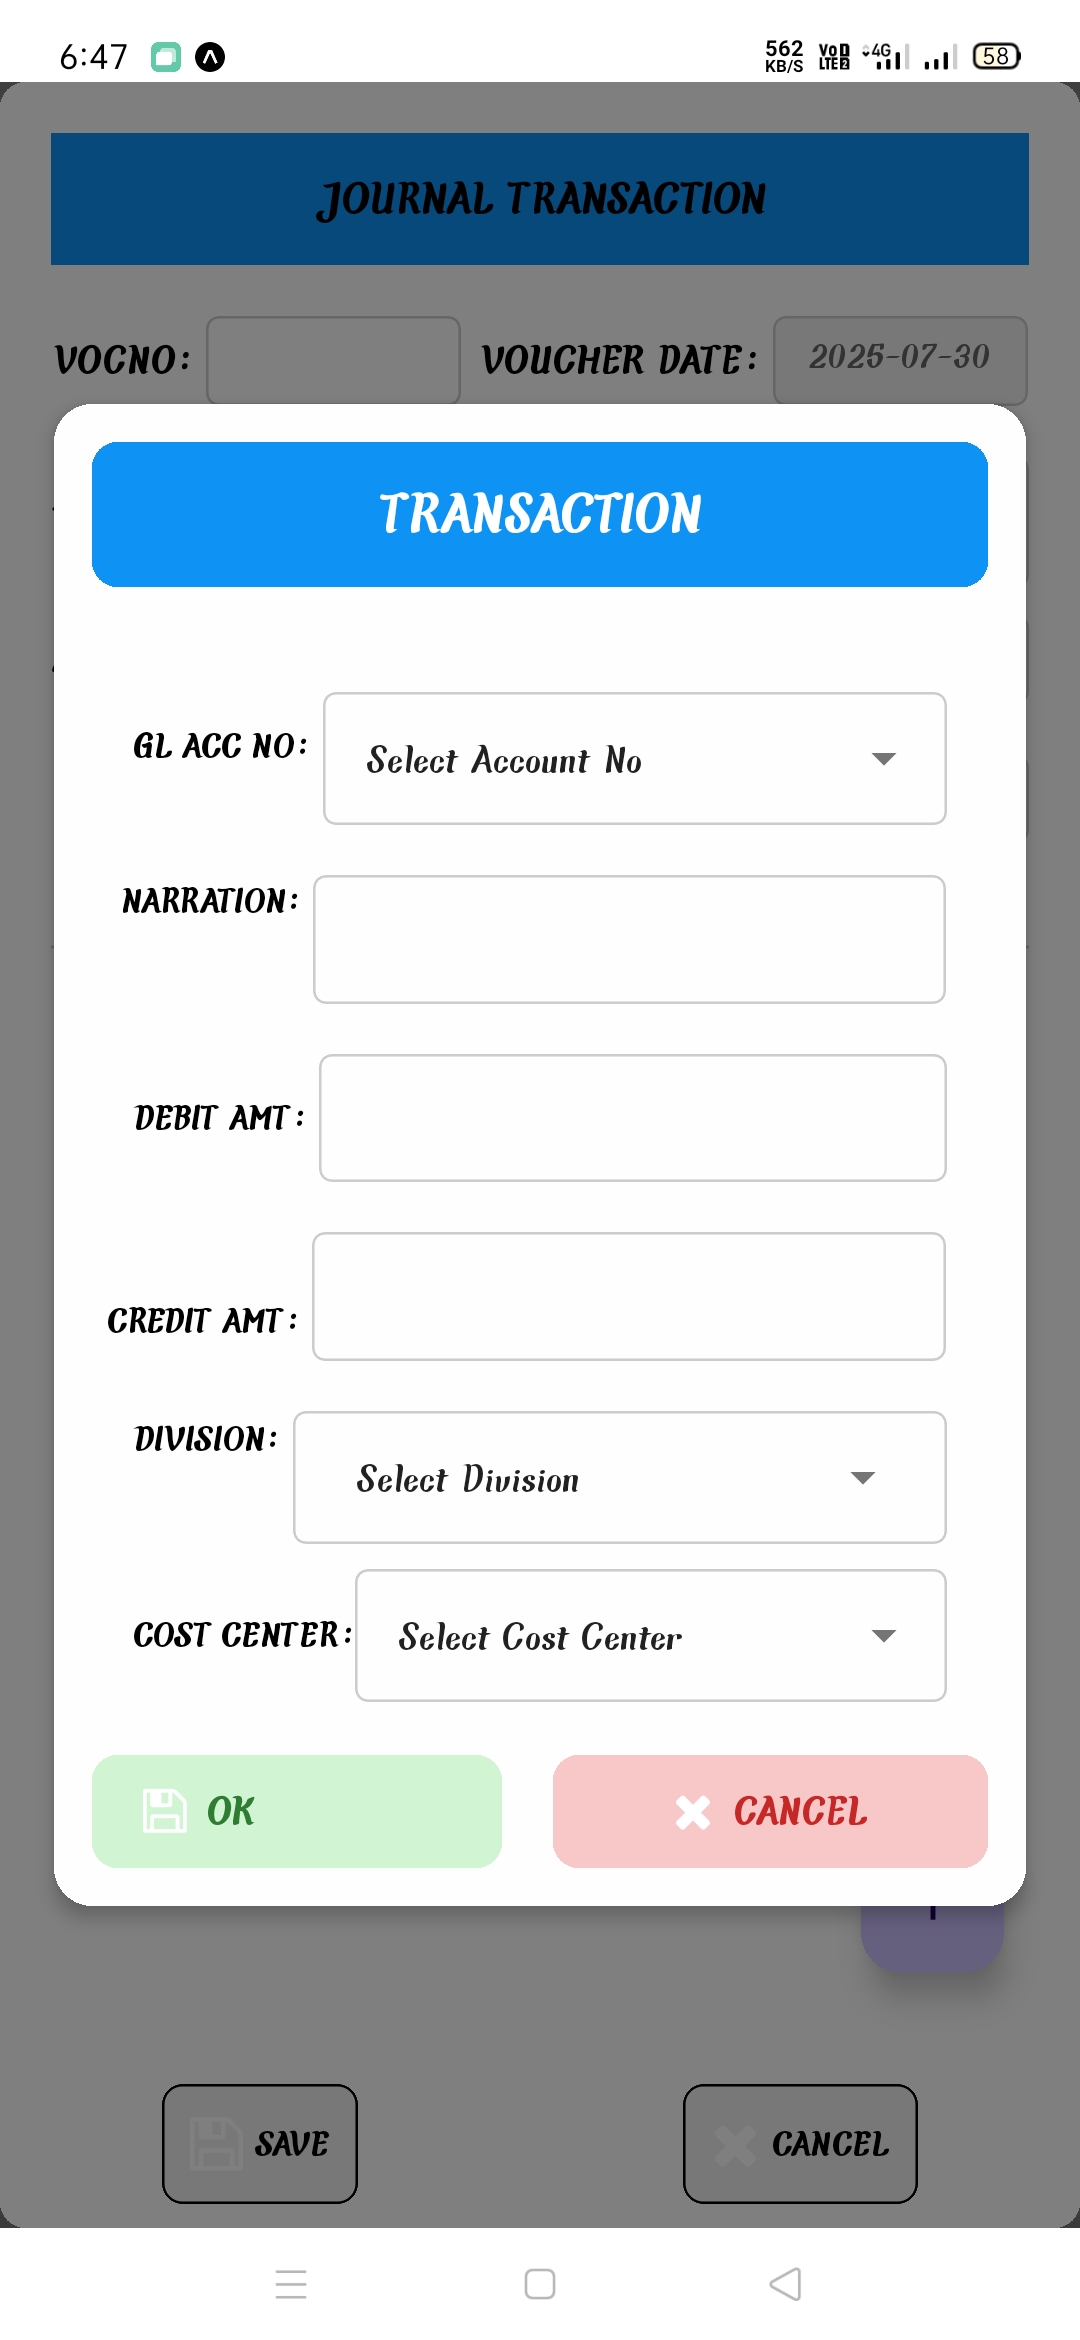 6:47 562 KB/S VoD LTE2 4G 58
JOURNAL TRANSACTION
VOCNO: VOUCHER DATE: 2025-07-30
TRANSACTION
GL ACC NO: Select Account No
NARRATION:
DEBIT AMT:
CREDIT AMT:
DIVISION: Select Division
COST CENTER: Select Cost Center
OK CANCEL
SAVE CANCEL